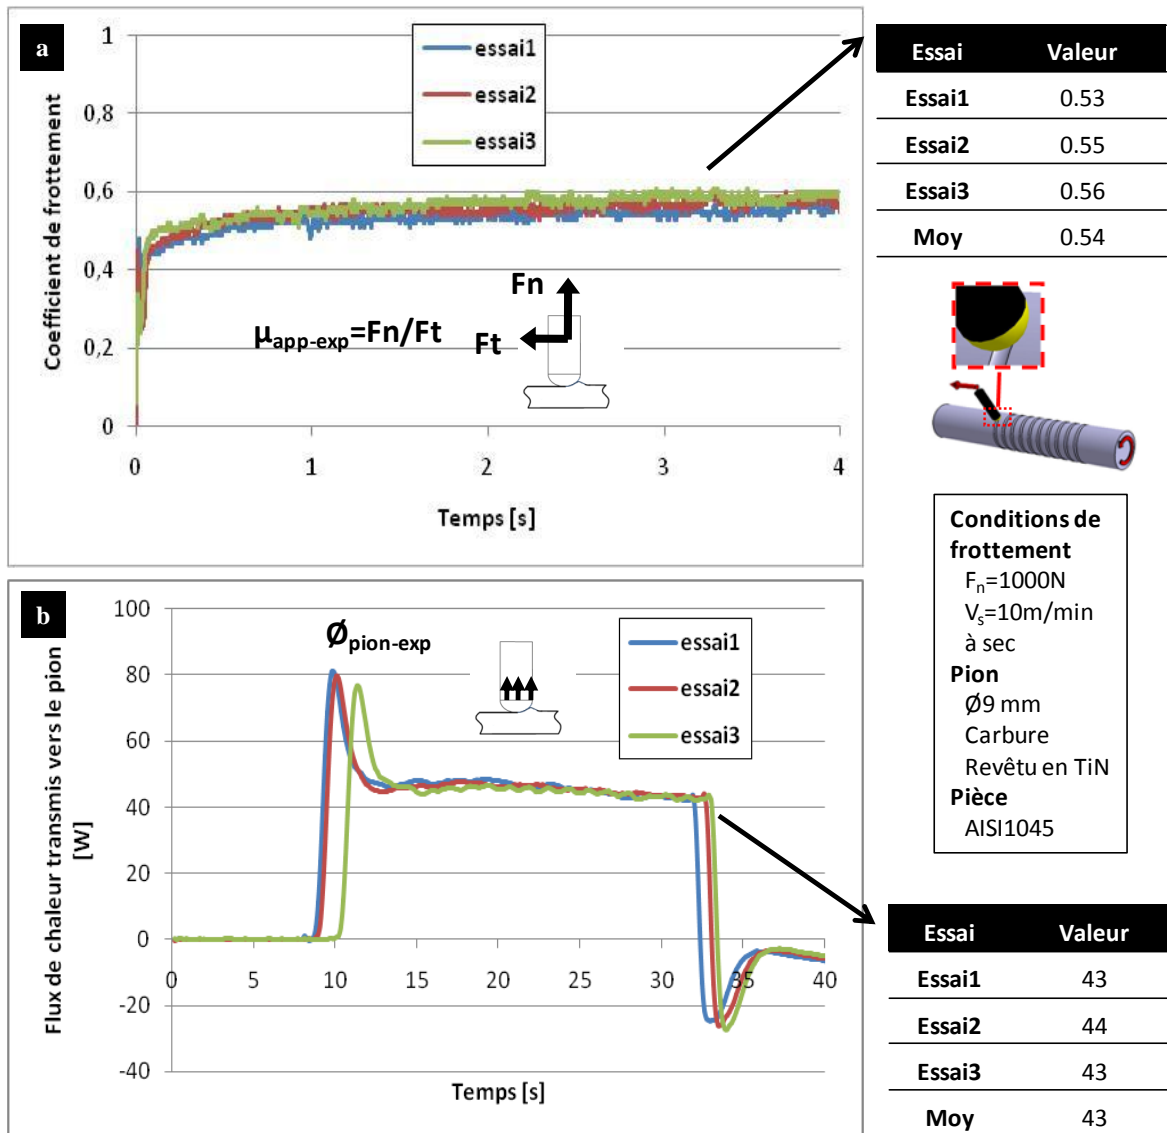 a
Coefficient de frottement
1
0,8
0,6
0,4
0,2
0
essai1
essai2
essai3
Fn
Ft
μapp-exp=Fn/Ft
0 1 2 3 4
Temps [s]
Essai Valeur
Essai1 0.53
Essai2 0.55
Essai3 0.56
Moy 0.54
Conditions de
frottement
Fn=1000N
Vs=10m/min
à sec
Pion
Ø9 mm
Carbure
Revêtu en TiN
Pièce
AISI1045
b
Flux de chaleur transmis vers le pion
[W]
100
80
60
40
20
0
-20
-40
Øpion-exp
essai1
essai2
essai3
0 5 10 15 20 25 30 35 40
Temps [s]
Essai Valeur
Essai1 43
Essai2 44
Essai3 43
Moy 43